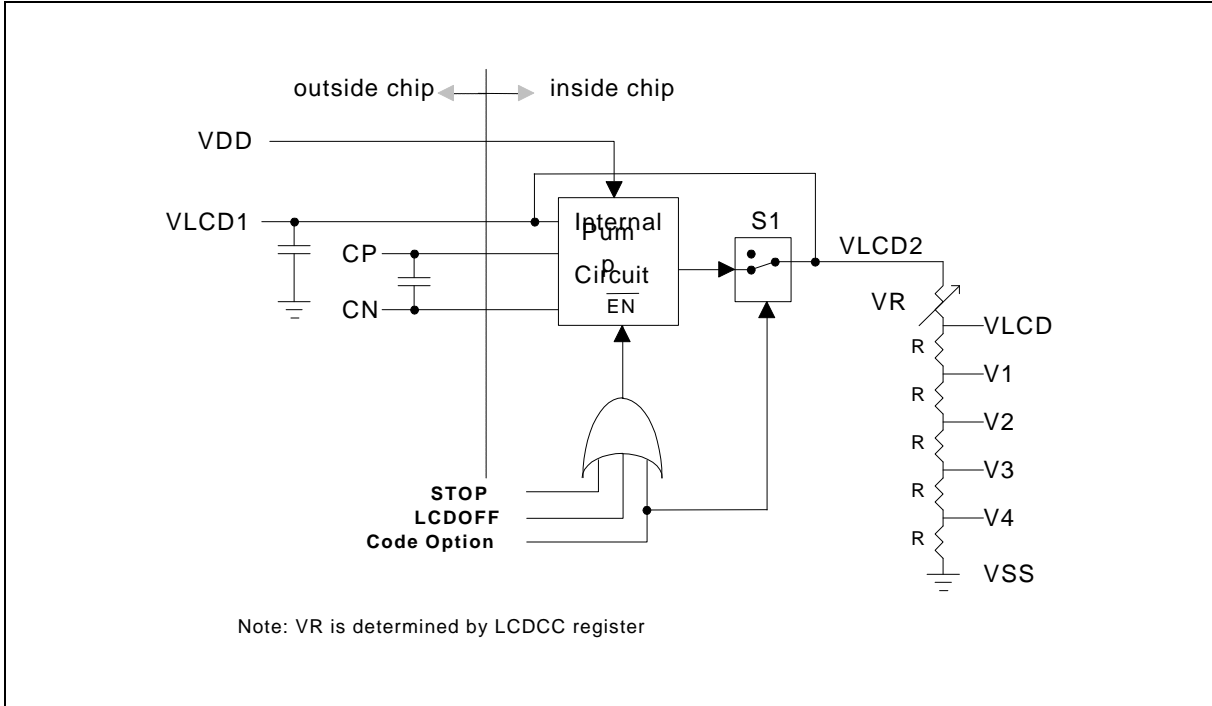 outside chip
inside chip
VDD
VLCD1
Internal
Pum
p
Circuit
EN
S1
CP
CN
VLCD2
VR
VLCD
R
V1
R
V2
R
V3
R
V4
R
VSS
STOP
LCDOFF
Code Option
Note: VR is determined by LCDCC register